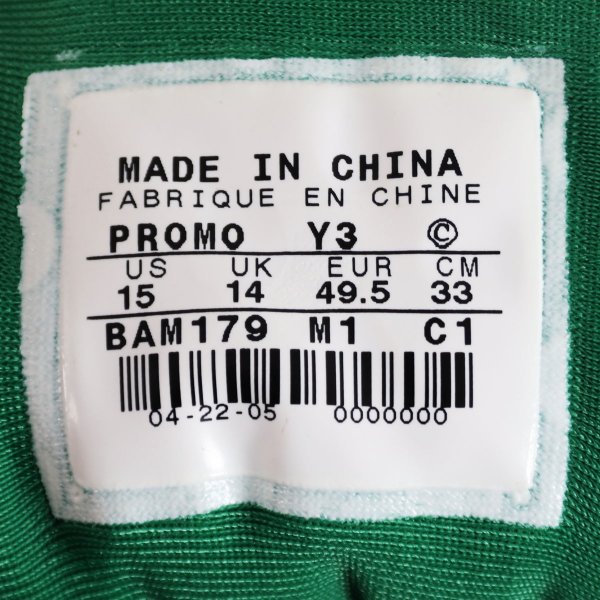 MADE IN CHINA
FABRIQUE EN CHINE
PROMO Y3 ©
US UK EUR CM
15 14 49.5 33
BAM179 M1 C1
04-22-05 0000000